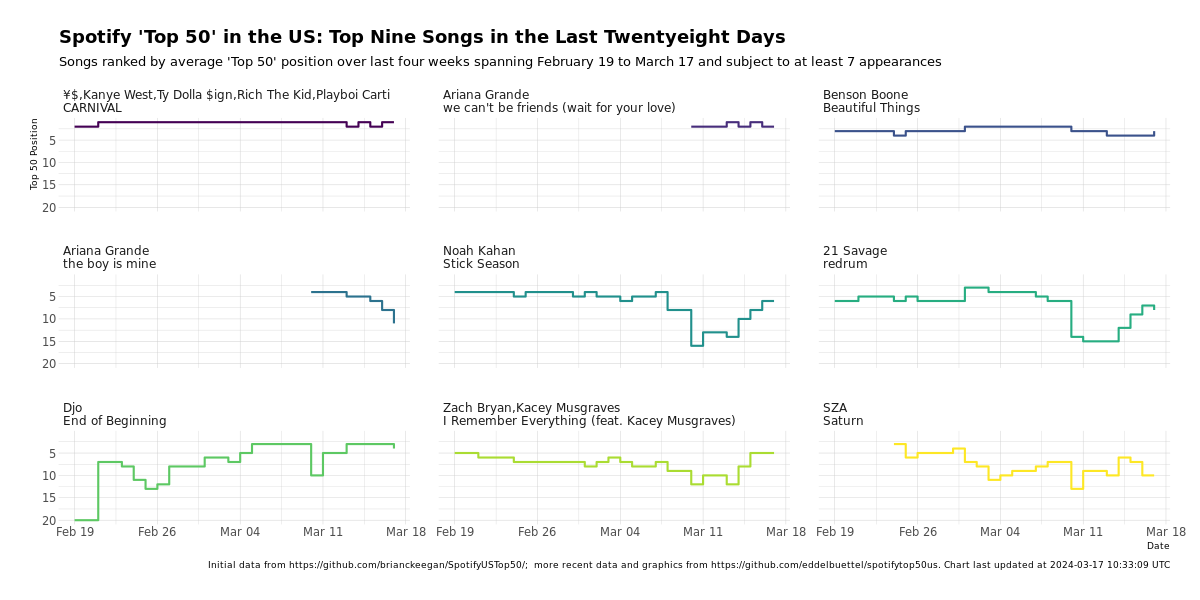 Spotify 'Top 50' in the US: Top Nine Songs in the Last Twentyeight Days
Songs ranked by average 'Top 50' position over last four weeks spanning February 19 to March 17 and subject to at least 7 appearances
¥$,Kanye West,Ty Dolla $ign,Rich The Kid,Playboi Carti
CARNIVAL
Ariana Grande
we can't be friends (wait for your love)
Benson Boone
Beautiful Things
Top 50 Position
5
10
15
20
Ariana Grande
the boy is mine
Noah Kahan
Stick Season
21 Savage
redrum
5
10
15
20
Djo
End of Beginning
Zach Bryan,Kacey Musgraves
I Remember Everything (feat. Kacey Musgraves)
SZA
Saturn
5
10
15
20
Feb 19 Feb 26 Mar 04 Mar 11 Mar 18 Feb 19 Feb 26 Mar 04 Mar 11 Mar 18 Feb 19 Feb 26 Mar 04 Mar 11 Mar 18
Date
Initial data from https://github.com/brianckeegan/SpotifyUSTop50/;  more recent data and graphics from https://github.com/eddelbuettel/spotifytop50us. Chart last updated at 2024-03-17 10:33:09 UTC